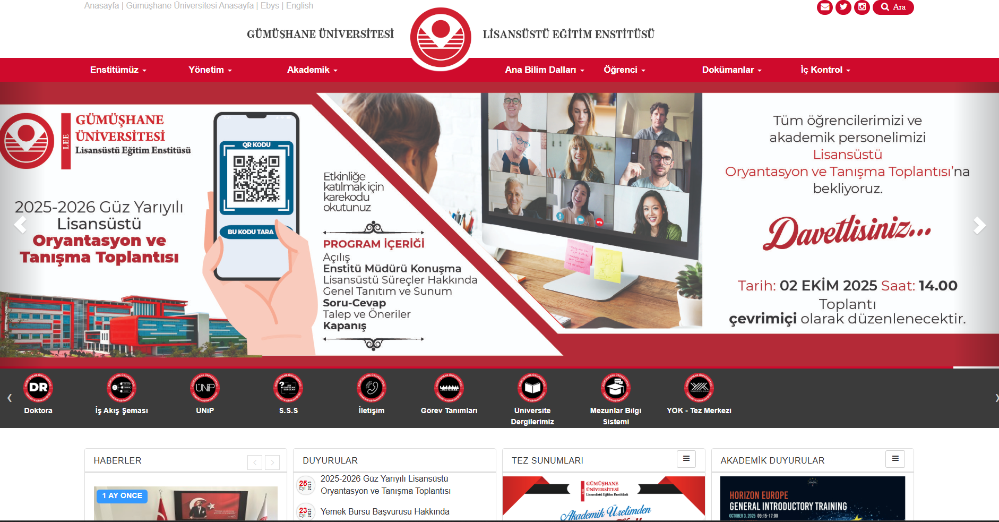 Anasayfa | Gümüşhane Üniversitesi Anasayfa | Ebys | English
Ara
GÜMÜŞHANE ÜNİVERSİTESİ
LİSANSÜSTÜ EĞİTİM ENSTİTÜSÜ
Enstitümüz
Yönetim
Akademik
Ana Bilim Dalları
Öğrenci
Dokümanlar
İç Kontrol
LEE
GÜMÜŞHANE
ÜNİVERSİTESİ
Lisansüstü Eğitim Enstitüsü
2025-2026 Güz Yarıyılı
Lisansüstü
Oryantasyon ve
Tanışma Toplantısı
QR KODU
BU KODU TARA
Etkinliğe
katılmak için
karekodu
okutunuz
PROGRAM İÇERİĞİ
Açılış
Enstitü Müdürü Konuşma
Lisansüstü Süreçler Hakkında
Genel Tanıtım ve Sunum
Soru-Cevap
Talep ve Öneriler
Kapanış
Tüm öğrencilerimizi ve
akademik personelimizi
Lisansüstü
Oryantasyon ve Tanışma Toplantısı'na
bekliyoruz.
Davetlisiniz...
Tarih: 02 EKİM 2025 Saat: 14.00
Toplantı
çevrimiçi olarak düzenlenecektir.
DR
Doktora
İş Akış Şeması
ÜNİP
ÜNiP
S.S.S
İletişim
Görev Tanımları
Üniversite
Dergilerimiz
Mezunlar Bilgi
Sistemi
YÖK - Tez Merkezi
HABERLER
1 AY ÖNCE
DUYURULAR
25
Eyl
2025
2025-2026 Güz Yarıyılı Lisansüstü
Oryantasyon ve Tanışma Toplantısı
23
Eyl
2025
Yemek Bursu Başvurusu Hakkında
TEZ SUNUMLARI
LEE
GÜMÜŞHANE
ÜNİVERSİTESİ
Lisansüstü Eğitim Enstitüsü
Akademik Üretimden
AKADEMİK DUYURULAR
HORIZON EUROPE
GENERAL INTRODUCTORY TRAINING
OCTOBER 3, 2025 09:15-17:00